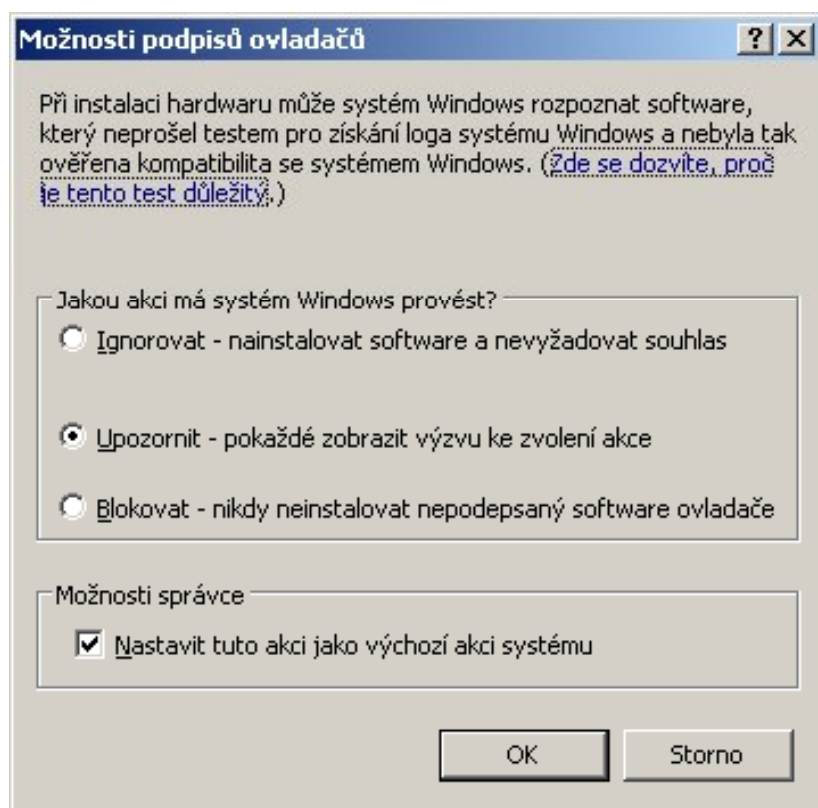 Možnosti podpisů ovladačů
Při instalaci hardwaru může systém Windows rozpoznat software,
který neprošel testem pro získání loga systému Windows a nebyla tak
ověřena kompatibilita se systémem Windows. (Zde se dozvíte, proč
je tento test důležitý.)
Jakou akci má systém Windows provést?
Ignorovat - nainstalovat software a nevyžadovat souhlas
Upozornit - pokaždé zobrazit výzvu ke zvolení akce
Blokovat - nikdy neinstalovat nepodepsaný software ovladače
Možnosti správce
Nastavit tuto akci jako výchozí akci systému
OK
Storno